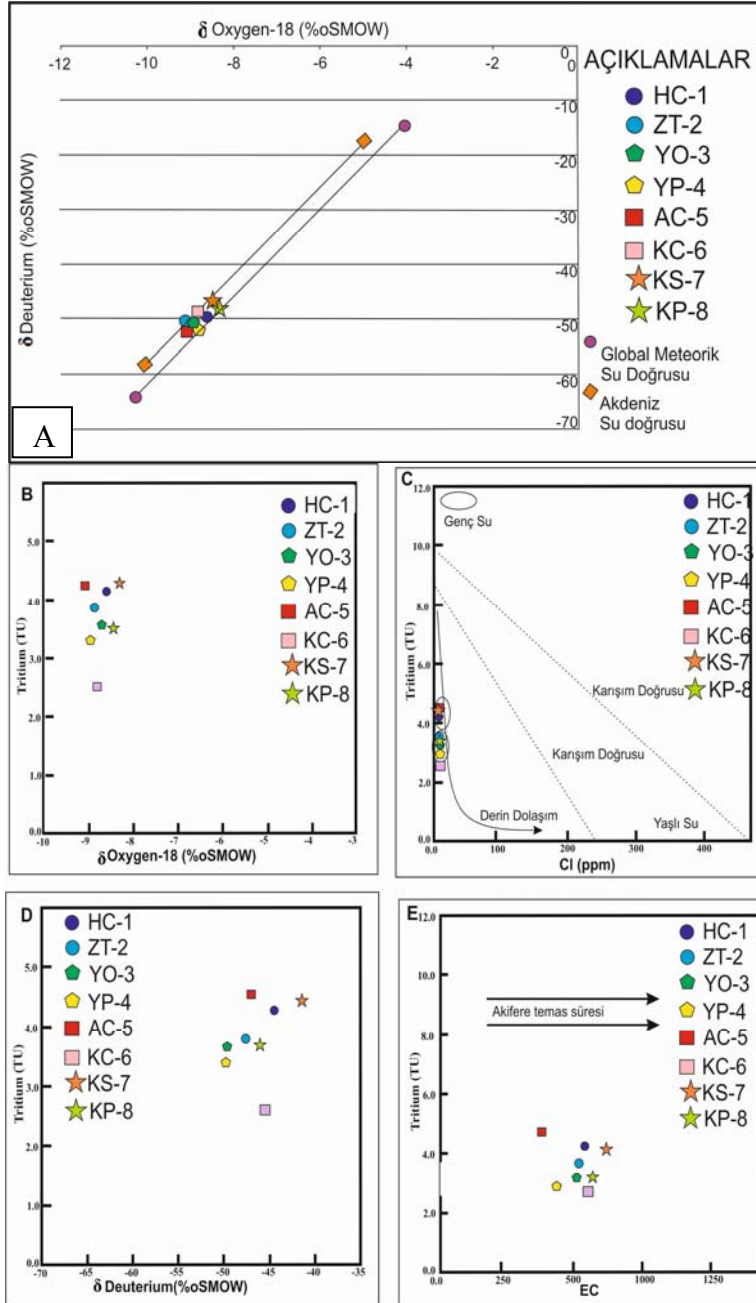 δ Oxygen-18 (%oSMOW)
-12 -10 -8 -6 -4 -2 0
0
-10
-20
-30
-40
-50
-60
-70
δ Deuterium (%oSMOW)
AÇIKLAMALAR
HC-1
ZT-2
YO-3
YP-4
AC-5
KC-6
KS-7
KP-8
Global Meteorik
Su Doğrusu
Akdeniz
Su doğrusu
A
B
5.0
4.0
3.0
2.0
1.0
0.0
Tritium (TU)
-10 -9 -8 -7 -6 -5 -4 -3
δOxygen-18 (%oSMOW)
HC-1
ZT-2
YO-3
YP-4
AC-5
KC-6
KS-7
KP-8
C
12.0
10.0
8.0
6.0
4.0
2.0
0.0
Tritium (TU)
Genç Su
Karışım Doğrusu
Karışım Doğrusu
Derin Dolaşım
Yaşlı Su
0.0 100 200 300 400
Cl (ppm)
HC-1
ZT-2
YO-3
YP-4
AC-5
KC-6
KS-7
KP-8
D
5.0
4.0
3.0
2.0
1.0
0.0
Tritium (TU)
-70 -65 -60 -55 -50 -45 -40 -35
δ Deuterium(%oSMOW)
HC-1
ZT-2
YO-3
YP-4
AC-5
KC-6
KS-7
KP-8
E
12.0
10.0
8.0
6.0
4.0
2.0
0.0
Tritium (TU)
Akifere temas süresi
0.0 250 500 1000 1250
EC
HC-1
ZT-2
YO-3
YP-4
AC-5
KC-6
KS-7
KP-8